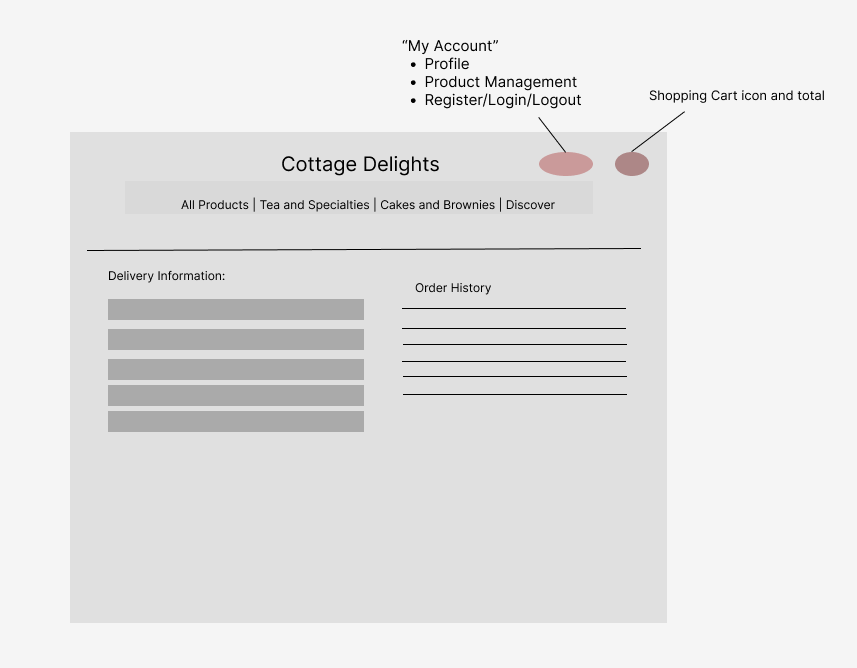 “My Account”
• Profile
• Product Management
• Register/Login/Logout
Shopping Cart icon and total
Cottage Delights
All Products | Tea and Specialties | Cakes and Brownies | Discover
Delivery Information:
Order History